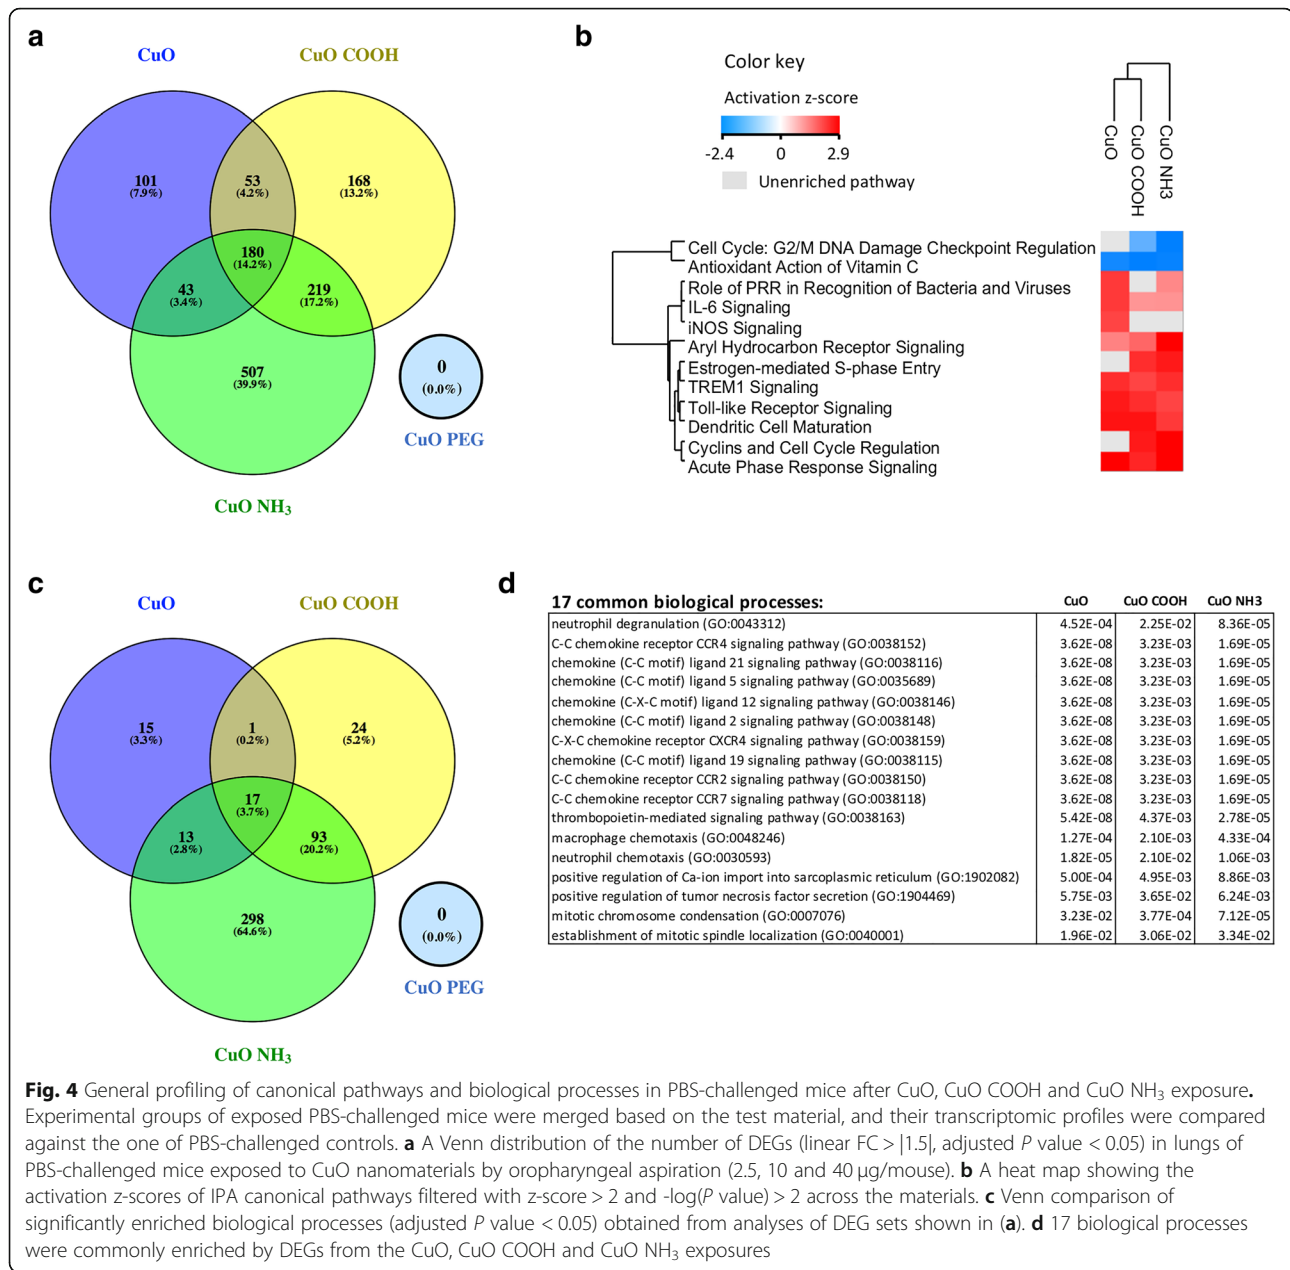 a
CuO
CuO COOH
101
(7.9%)
53
(4.2%)
168
(13.2%)
180
(14.2%)
43
(3.4%)
219
(17.2%)
507
(39.9%)
0
(0.0%)
CuO PEG
CuO NH3
b
Color key
Activation z-score
-2.4 0 2.9
Unenriched pathway
CuO
CuO COOH
CuO NH3
Cell Cycle: G2/M DNA Damage Checkpoint Regulation
Antioxidant Action of Vitamin C
Role of PRR in Recognition of Bacteria and Viruses
IL-6 Signaling
iNOS Signaling
Aryl Hydrocarbon Receptor Signaling
Estrogen-mediated S-phase Entry
TREM1 Signaling
Toll-like Receptor Signaling
Dendritic Cell Maturation
Cyclins and Cell Cycle Regulation
Acute Phase Response Signaling
c
CuO
CuO COOH
15
(3.3%)
1
(0.2%)
24
(5.2%)
17
(3.7%)
13
(2.8%)
93
(20.2%)
298
(64.6%)
0
(0.0%)
CuO PEG
CuO NH3
d
17 common biological processes: CuO CuO COOH CuO NH3
neutrophil degranulation (GO:0043312) 4.52E-04 2.25E-02 8.36E-05
C-C chemokine receptor CCR4 signaling pathway (GO:0038152) 3.62E-08 3.23E-03 1.69E-05
chemokine (C-C motif) ligand 21 signaling pathway (GO:0038116) 3.62E-08 3.23E-03 1.69E-05
chemokine (C-C motif) ligand 5 signaling pathway (GO:0035689) 3.62E-08 3.23E-03 1.69E-05
chemokine (C-X-C motif) ligand 12 signaling pathway (GO:0038146) 3.62E-08 3.23E-03 1.69E-05
chemokine (C-C motif) ligand 2 signaling pathway (GO:0038148) 3.62E-08 3.23E-03 1.69E-05
C-X-C chemokine receptor CXCR4 signaling pathway (GO:0038159) 3.62E-08 3.23E-03 1.69E-05
chemokine (C-C motif) ligand 19 signaling pathway (GO:0038115) 3.62E-08 3.23E-03 1.69E-05
C-C chemokine receptor CCR2 signaling pathway (GO:0038150) 3.62E-08 3.23E-03 1.69E-05
C-C chemokine receptor CCR7 signaling pathway (GO:0038118) 3.62E-08 3.23E-03 1.69E-05
thrombopoietin-mediated signaling pathway (GO:0038163) 5.42E-08 4.37E-03 2.78E-05
macrophage chemotaxis (GO:0048246) 1.27E-04 2.10E-03 4.33E-04
neutrophil chemotaxis (GO:0030593) 1.82E-05 2.10E-02 1.06E-03
positive regulation of Ca-ion import into sarcoplasmic reticulum (GO:1902082) 5.00E-04 4.95E-03 8.86E-03
positive regulation of tumor necrosis factor secretion (GO:1904469) 5.75E-03 3.65E-02 6.24E-03
mitotic chromosome condensation (GO:0007076) 3.23E-02 3.77E-04 7.12E-05
establishment of mitotic spindle localization (GO:0040001) 1.96E-02 3.06E-02 3.34E-02
Fig. 4 General profiling of canonical pathways and biological processes in PBS-challenged mice after CuO, CuO COOH and CuO NH3 exposure.
Experimental groups of exposed PBS-challenged mice were merged based on the test material, and their transcriptomic profiles were compared
against the one of PBS-challenged controls. a A Venn distribution of the number of DEGs (linear FC > |1.5|, adjusted P value < 0.05) in lungs of
PBS-challenged mice exposed to CuO nanomaterials by oropharyngeal aspiration (2.5, 10 and 40 μg/mouse). b A heat map showing the
activation z-scores of IPA canonical pathways filtered with z-score > 2 and -log(P value) > 2 across the materials. c Venn comparison of
significantly enriched biological processes (adjusted P value < 0.05) obtained from analyses of DEG sets shown in (a). d 17 biological processes
were commonly enriched by DEGs from the CuO, CuO COOH and CuO NH3 exposures